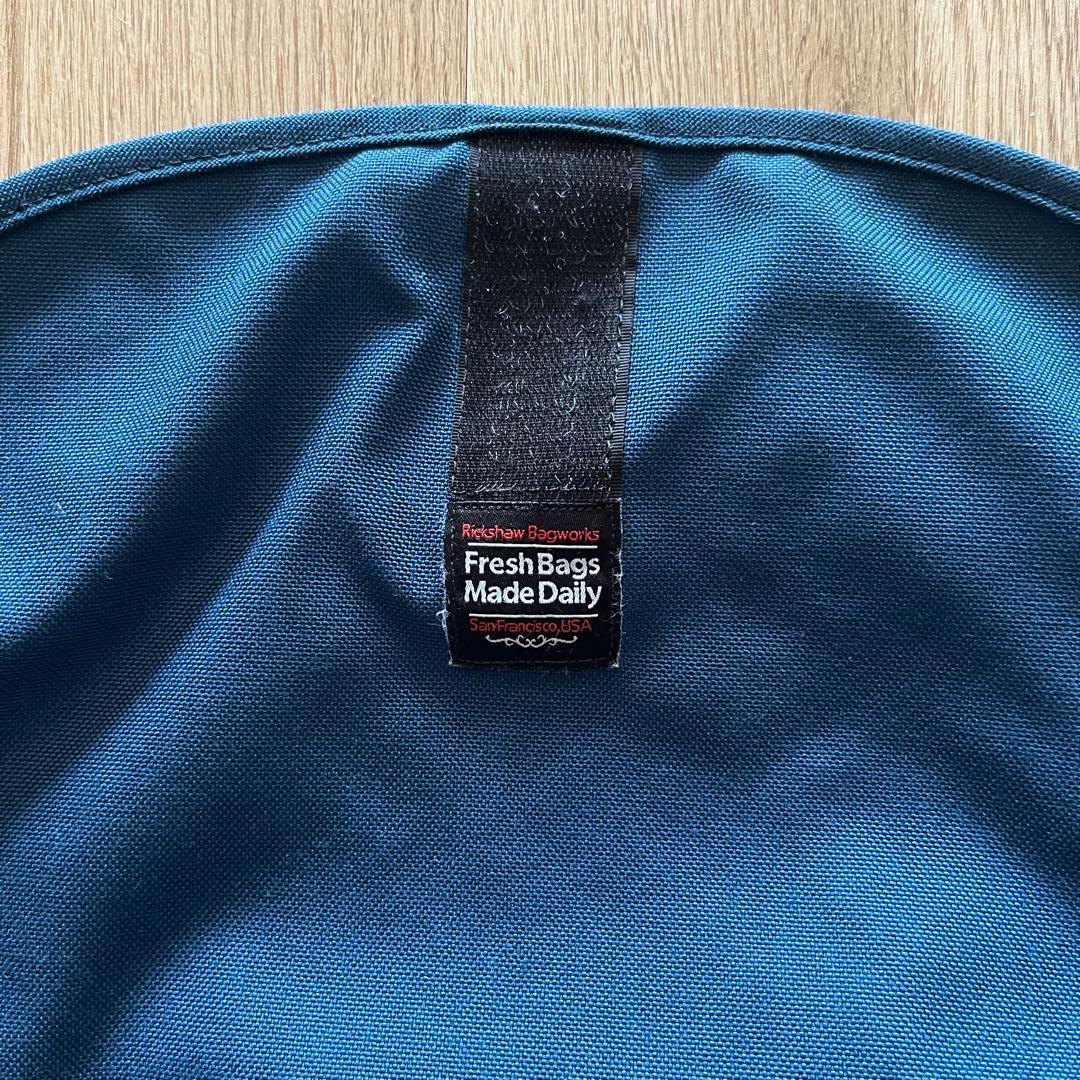 Rickshaw Bagworks
Fresh Bags
Made Daily
San Francisco, USA